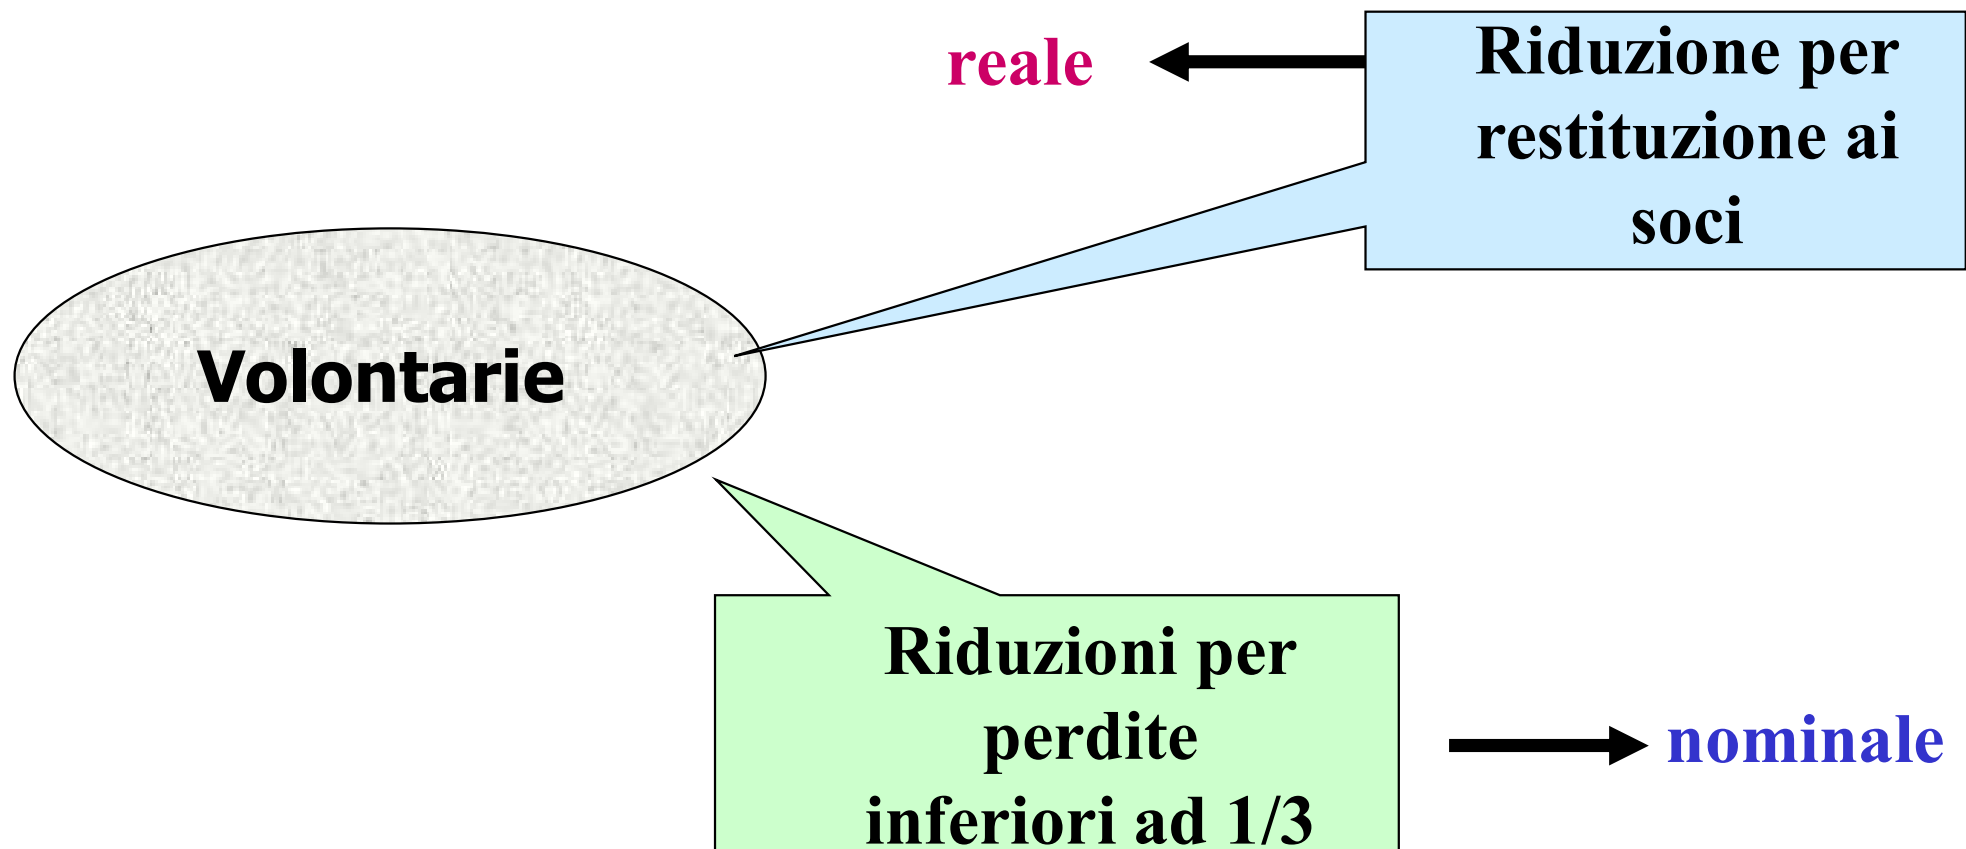 reale
Riduzione per
restituzione ai
soci
Volontarie
Riduzioni per
perdite
inferiori ad 1/3
nominale